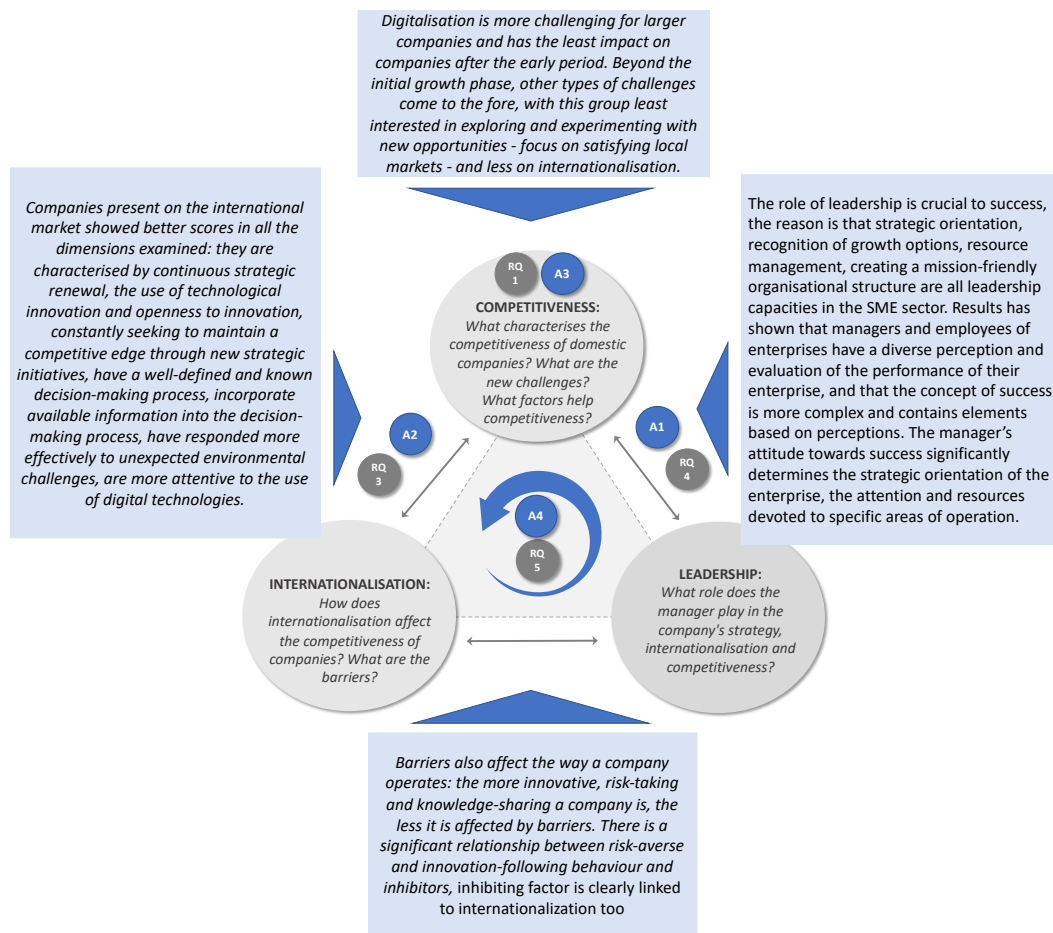 Digitalisation is more challenging for larger
companies and has the least impact on
companies after the early period. Beyond the
initial growth phase, other types of challenges
come to the fore, with this group least
interested in exploring and experimenting with
new opportunities - focus on satisfying local
markets - and less on internationalisation.
Companies present on the international
market showed better scores in all the
dimensions examined: they are
characterised by continuous strategic
renewal, the use of technological
innovation and openness to innovation,
constantly seeking to maintain a
competitive edge through new strategic
initiatives, have a well-defined and known
decision-making process, incorporate
available information into the decision-
making process, have responded more
effectively to unexpected environmental
challenges, are more attentive to the use
of digital technologies.
The role of leadership is crucial to success,
the reason is that strategic orientation,
recognition of growth options, resource
management, creating a mission-friendly
organisational structure are all leadership
capacities in the SME sector. Results has
shown that managers and employees of
enterprises have a diverse perception and
evaluation of the performance of their
enterprise, and that the concept of success
is more complex and contains elements
based on perceptions. The manager's
attitude towards success significantly
determines the strategic orientation of the
enterprise, the attention and resources
devoted to specific areas of operation.
RQ
1
A3
COMPETITIVENESS:
What characterises the
competitiveness of domestic
companies? What are the
new challenges?
What factors help
competitiveness?
A2
RQ
3
A1
RQ
4
A4
RQ
5
INTERNATIONALISATION:
How does
internationalisation affect
the competitiveness of
companies? What are the
barriers?
LEADERSHIP:
What role does the
manager play in the
company's strategy,
internationalisation and
competitiveness?
Barriers also affect the way a company
operates: the more innovative, risk-taking
and knowledge-sharing a company is, the
less it is affected by barriers. There is a
significant relationship between risk-averse
and innovation-following behaviour and
inhibitors, inhibiting factor is clearly linked
to internationalization too